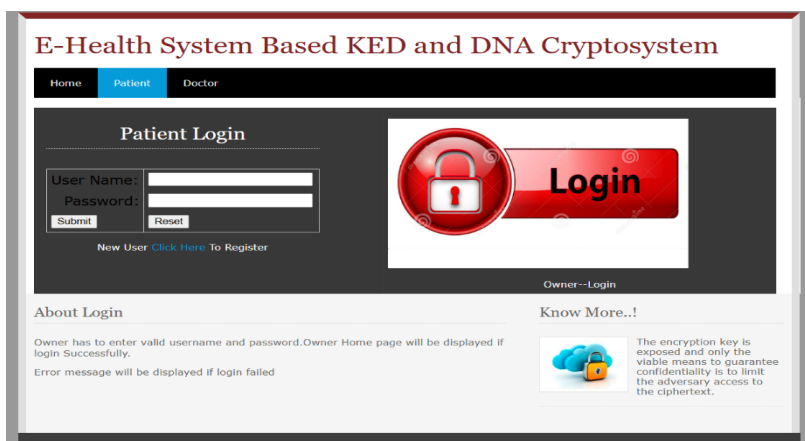 E-Health System Based KED and DNA Cryptosystem
Home Patient Doctor
Patient Login
User Name:
Password:
Submit Reset
New User Click Here To Register
Login
Owner--Login
About Login
Owner has to enter valid username and password.Owner Home page will be displayed if
login Successfully.
Error message will be displayed if login failed
Know More..!
The encryption key is
exposed and only the
viable means to guarantee
confidentiality is to limit
the adversary access to
the ciphertext.